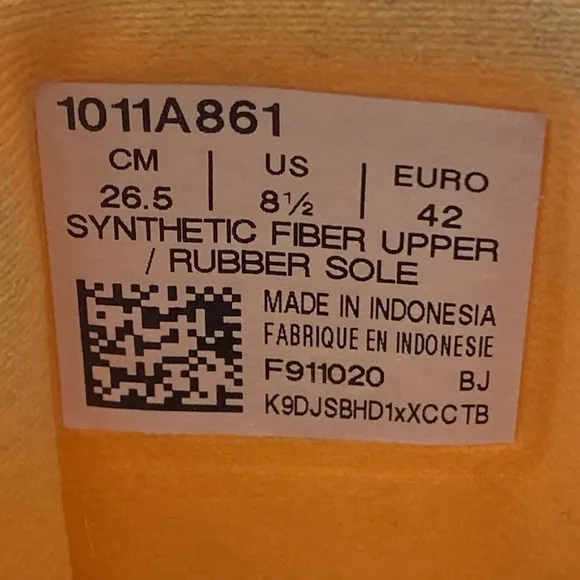 1011A861
CM | US | EURO
26.5 | 8½ | 42
SYNTHETIC FIBER UPPER
/ RUBBER SOLE
MADE IN INDONESIA
FABRIQUE EN INDONESIE
F911020 BJ
K9DJSBHD1xXCCTB